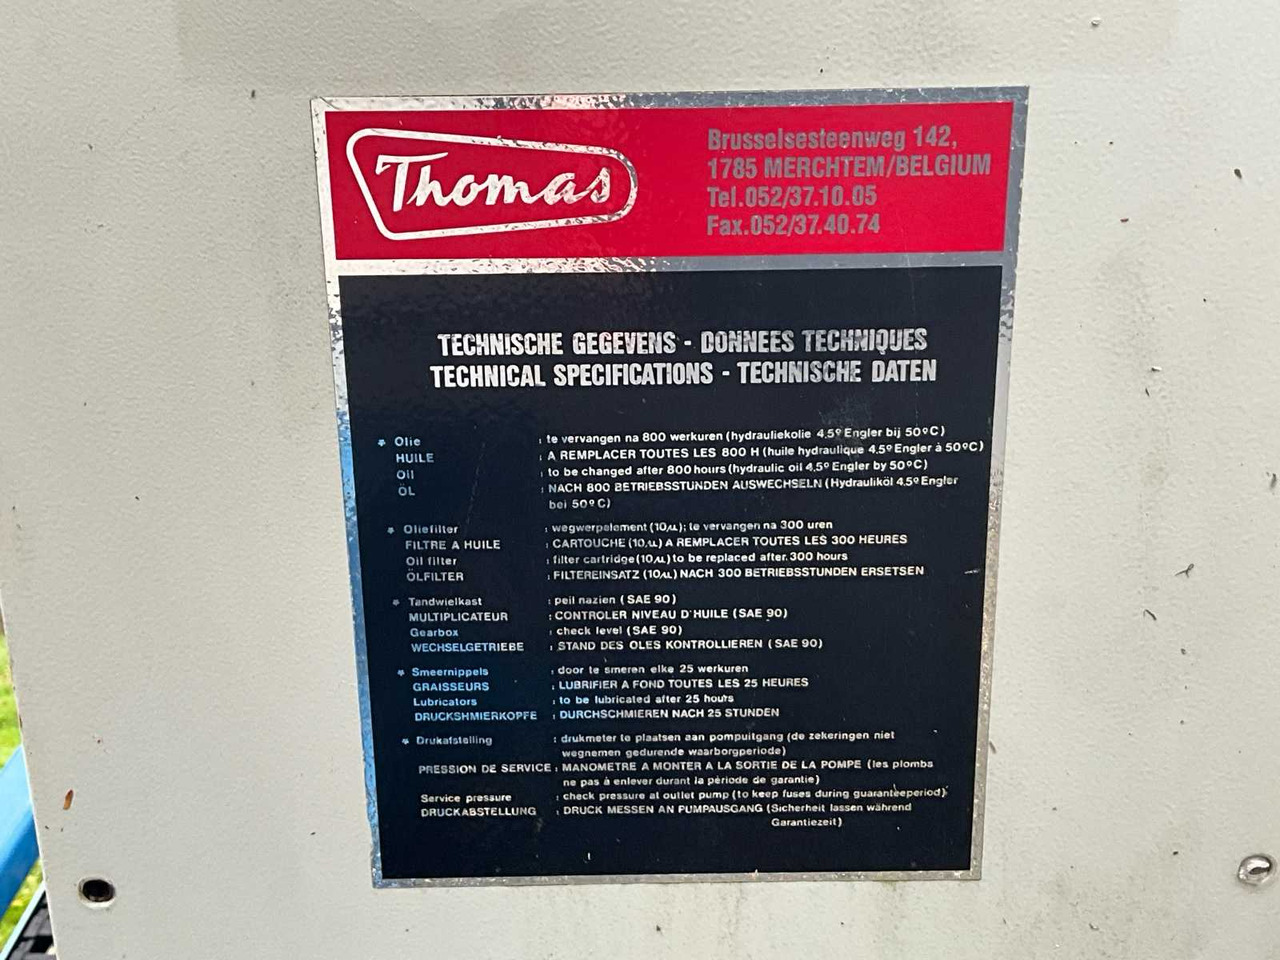 Thomas
Brusselsesteenweg 142,
1785 MERCHTEM/BELGIUM
Tel.052/37.10.05
Fax.052/37.40.74
TECHNISCHE GEGEVENS - DONNEES TECHNIQUES
TECHNICAL SPECIFICATIONS - TECHNISCHE DATEN
* Olie : te vervangen na 800 werkuren (hydrauliekolie 4,5º Engler bij 50ºC)
HUILE : A REMPLACER TOUTES LES 800 H (huile hydraulique 4,5º Engler à 50ºC)
Oil : to be changed after 800 hours (hydraulic oil 4,5º Engler by 50ºC)
ÖL : NACH 800 BETRIEBSSTUNDEN AUSWECHSELN (Hydrauliköl 4,5º Engler
bei 50ºC)
* Oliefilter : wegwerpelement (10µ); te vervangen na 300 uren
FILTRE A HUILE : CARTOUCHE (10µ) A REMPLACER TOUTES LES 300 HEURES
Oil filter : filter cartridge (10µ) to be replaced after 300 hours
ÖLFILTER : FILTEREINSATZ (10µ) NACH 300 BETRIEBSSTUNDEN ERSETSEN
* Tandwielkast : peil nazien (SAE 90)
MULTIPLICATEUR : CONTROLER NIVEAU D'HUILE (SAE 90)
Gearbox : check level (SAE 90)
WECHSELGETRIEBE : STAND DES OLES KONTROLLIEREN (SAE 90)
* Smeernippels : door te smeren elke 25 werkuren
GRAISSEURS : LUBRIFIER A FOND TOUTES LES 25 HEURES
Lubricators : to be lubricated after 25 hours
DRUCKSHMIERKOPFE : DURCHSCHMIEREN NACH 25 STUNDEN
* Drukafstelling : drukmeter te plaatsen aan pompuitgang (de zekeringen niet
wegnemen gedurende waarborgperiode)
PRESSION DE SERVICE : MANOMETRE A MONTER A LA SORTIE DE LA POMPE (les plombs
ne pas à enlever durant la période de garantie)
Service pressure : check pressure at outlet pump (to keep fuses during guaranteeperiod)
DRUCKABSTELLUNG : DRUCK MESSEN AN PUMPAUSGANG (Sicherheit lassen während
Garantiezeit)